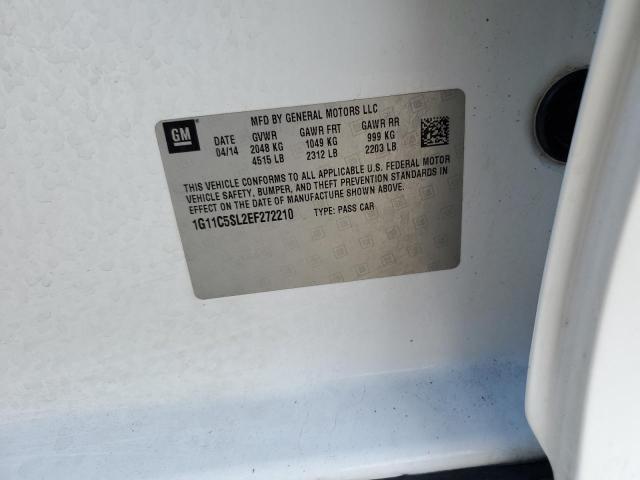 MFD BY GENERAL MOTORS LLC
GM
DATE GVWR GAWR FRT GAWR RR
04/14 2048 KG 1049 KG 999 KG
4515 LB 2312 LB 2203 LB
THIS VEHICLE CONFORMS TO ALL APPLICABLE U.S. FEDERAL MOTOR
VEHICLE SAFETY, BUMPER, AND THEFT PREVENTION STANDARDS IN
EFFECT ON THE DATE OF MANUFACTURE SHOWN ABOVE.
1G11C5SL2EF272210 TYPE: PASS CAR